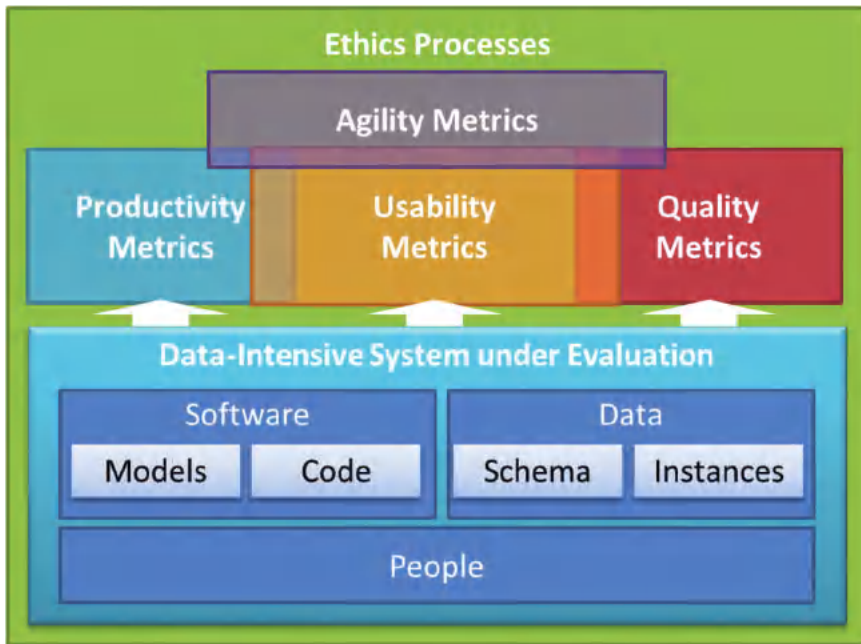 Ethics Processes
Agility Metrics
Productivity
Metrics
Usability
Metrics
Quality
Metrics
Data-Intensive System under Evaluation
Software
Models
Code
Data
Schema
Instances
People